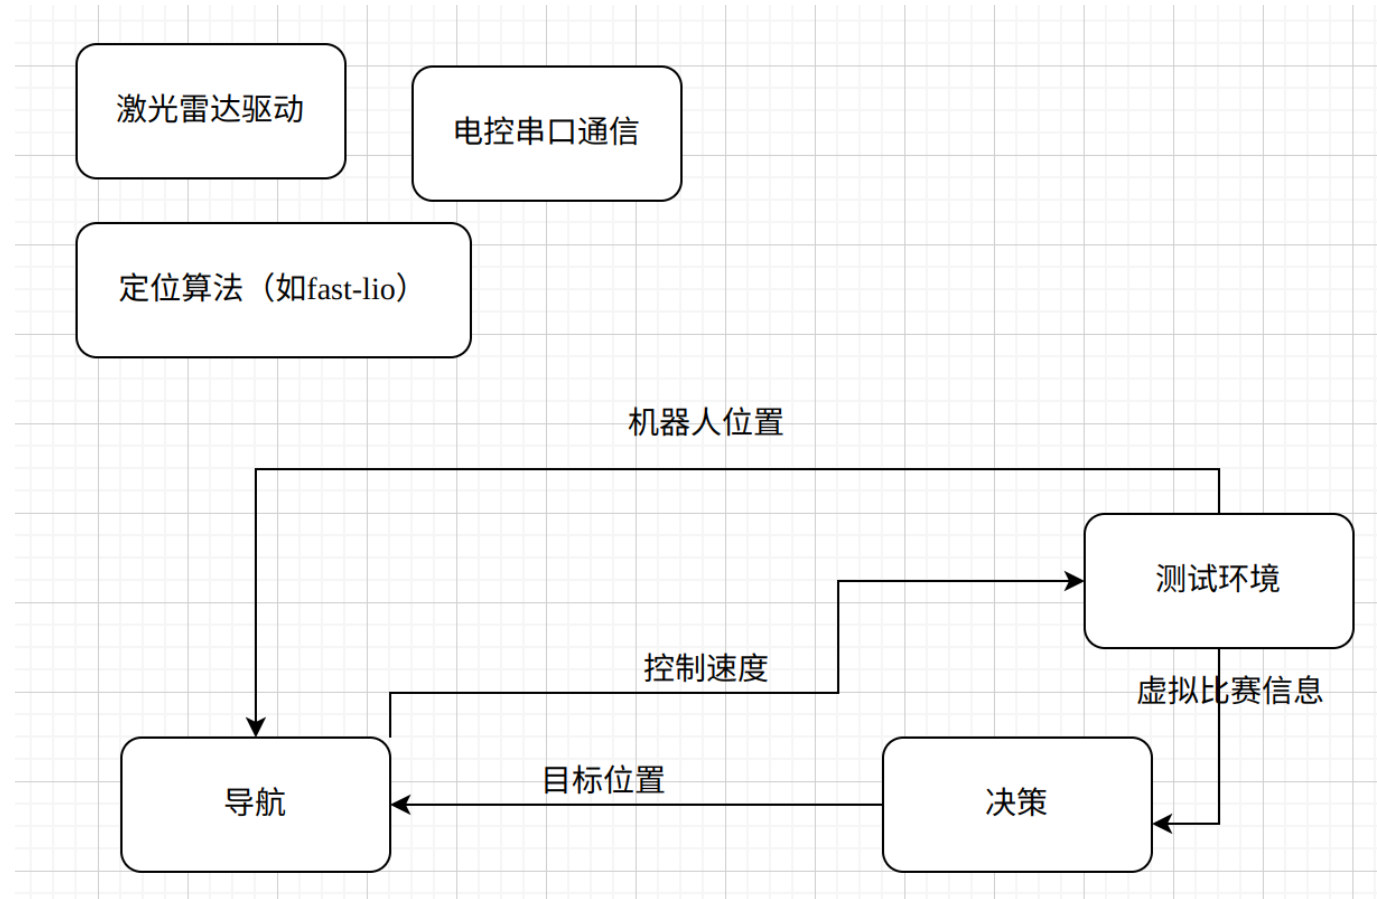 激光雷达驱动
电控串口通信
定位算法（如fast-lio）
机器人位置
测试环境
控制速度
虚拟比赛信息
目标位置
导航
决策